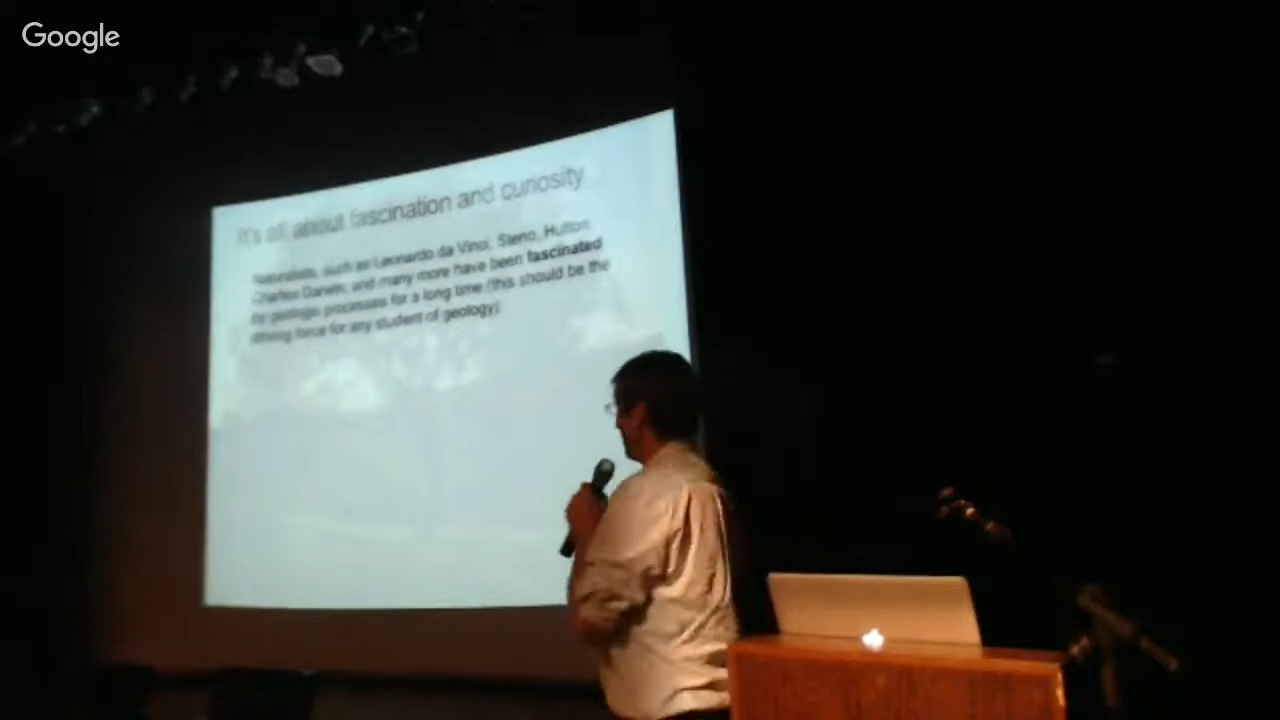 Google
It's all about fascination and curiosity
Naturalists, such as Leonardo da Vinci, Steno, Hutton,
Charles Darwin, and many more have been fascinated
by geologic processes for a long time (this should be the
driving force for any student of geology)